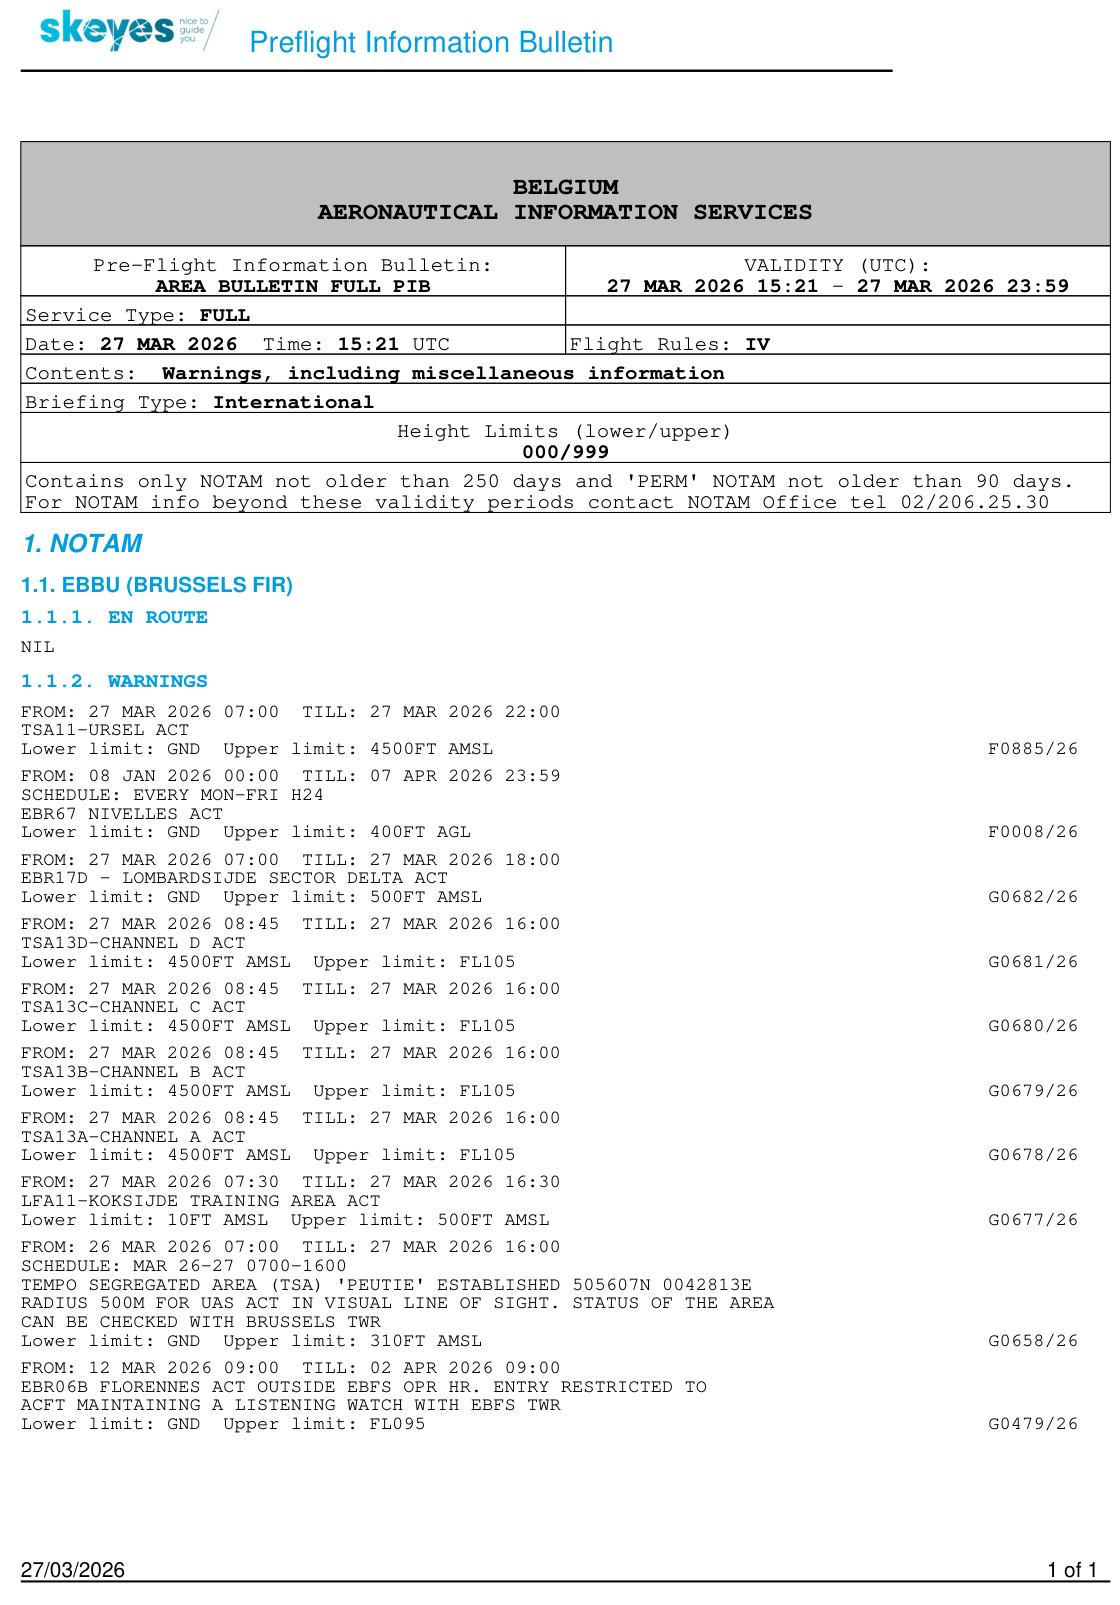 skeyes nice to guide you
Preflight Information Bulletin
BELGIUM
AERONAUTICAL INFORMATION SERVICES
Pre-Flight Information Bulletin:
AREA BULLETIN FULL PIB
VALIDITY (UTC):
27 MAR 2026 15:21 - 27 MAR 2026 23:59
Service Type: FULL
Date: 27 MAR 2026 Time: 15:21 UTC
Flight Rules: IV
Contents: Warnings, including miscellaneous information
Briefing Type: International
Height Limits (lower/upper)
000/999
Contains only NOTAM not older than 250 days and 'PERM' NOTAM not older than 90 days.
For NOTAM info beyond these validity periods contact NOTAM Office tel 02/206.25.30
1. NOTAM
1.1. EBBU (BRUSSELS FIR)
1.1.1. EN ROUTE
NIL
1.1.2. WARNINGS
FROM: 27 MAR 2026 07:00 TILL: 27 MAR 2026 22:00
TSA11-URSEL ACT
Lower limit: GND Upper limit: 4500FT AMSL F0885/26
FROM: 08 JAN 2026 00:00 TILL: 07 APR 2026 23:59
SCHEDULE: EVERY MON-FRI H24
EBR67 NIVELLES ACT
Lower limit: GND Upper limit: 400FT AGL F0008/26
FROM: 27 MAR 2026 07:00 TILL: 27 MAR 2026 18:00
EBR17D - LOMBARDSIJDE SECTOR DELTA ACT
Lower limit: GND Upper limit: 500FT AMSL G0682/26
FROM: 27 MAR 2026 08:45 TILL: 27 MAR 2026 16:00
TSA13D-CHANNEL D ACT
Lower limit: 4500FT AMSL Upper limit: FL105 G0681/26
FROM: 27 MAR 2026 08:45 TILL: 27 MAR 2026 16:00
TSA13C-CHANNEL C ACT
Lower limit: 4500FT AMSL Upper limit: FL105 G0680/26
FROM: 27 MAR 2026 08:45 TILL: 27 MAR 2026 16:00
TSA13B-CHANNEL B ACT
Lower limit: 4500FT AMSL Upper limit: FL105 G0679/26
FROM: 27 MAR 2026 08:45 TILL: 27 MAR 2026 16:00
TSA13A-CHANNEL A ACT
Lower limit: 4500FT AMSL Upper limit: FL105 G0678/26
FROM: 27 MAR 2026 07:30 TILL: 27 MAR 2026 16:30
LFA11-KOKSIJDE TRAINING AREA ACT
Lower limit: 10FT AMSL Upper limit: 500FT AMSL G0677/26
FROM: 26 MAR 2026 07:00 TILL: 27 MAR 2026 16:00
SCHEDULE: MAR 26-27 0700-1600
TEMPO SEGREGATED AREA (TSA) 'PEUTIE' ESTABLISHED 505607N 0042813E
RADIUS 500M FOR UAS ACT IN VISUAL LINE OF SIGHT. STATUS OF THE AREA
CAN BE CHECKED WITH BRUSSELS TWR
Lower limit: GND Upper limit: 310FT AMSL G0658/26
FROM: 12 MAR 2026 09:00 TILL: 02 APR 2026 09:00
EBR06B FLORENNES ACT OUTSIDE EBFS OPR HR. ENTRY RESTRICTED TO
ACFT MAINTAINING A LISTENING WATCH WITH EBFS TWR
Lower limit: GND Upper limit: FL095 G0479/26
27/03/2026 1 of 1